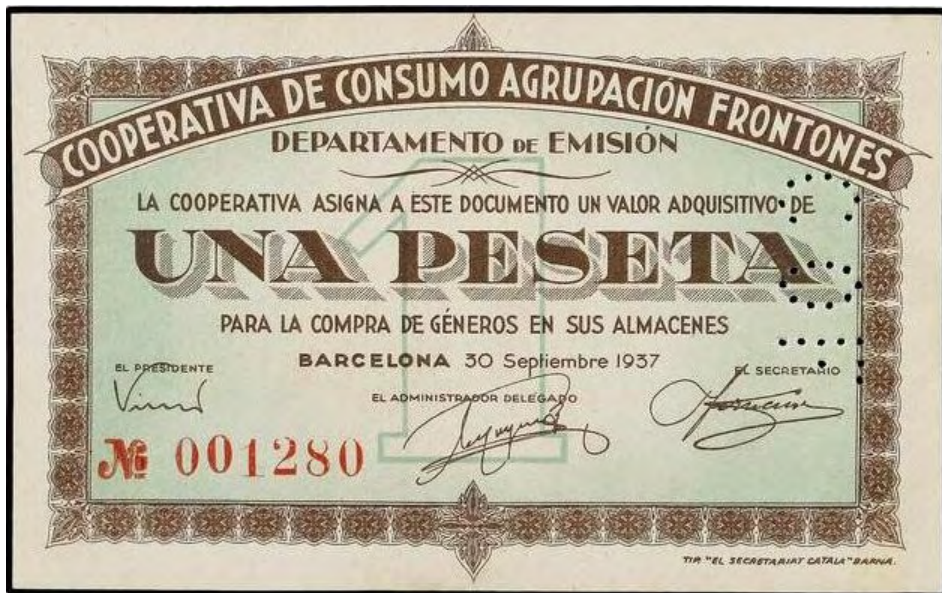 COOPERATIVA DE CONSUMO AGRUPACIÓN FRONTONES
DEPARTAMENTO DE EMISIÓN
1
LA COOPERATIVA ASIGNA A ESTE DOCUMENTO UN VALOR ADQUISITIVO DE
UNA PESETA
PARA LA COMPRA DE GÉNEROS EN SUS ALMACENES
BARCELONA 30 Septiembre 1937
EL PRESIDENTE
EL ADMINISTRADOR DELEGADO
EL SECRETARIO
№ 001280
TIP "EL SECRETARIAT CATALA" BARNA.